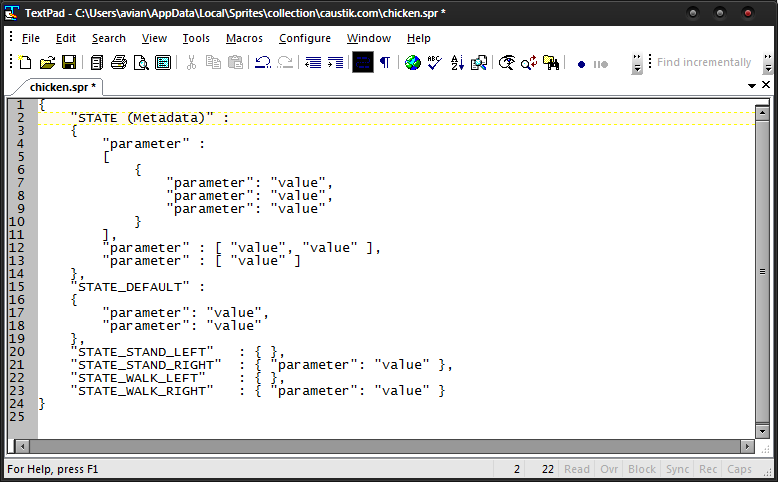 TextPad - C:\Users\avian\AppData\Local\Sprites\collection\caustik.com\chicken.spr *
File Edit Search View Tools Macros Configure Window Help
Find incrementally
chicken.spr *
1 {
2 "STATE (Metadata)" :
3 {
4 "parameter" :
5 [
6 {
7 "parameter": "value",
8 "parameter": "value",
9 "parameter": "value"
10 }
11 ],
12 "parameter" : [ "value", "value" ],
13 "parameter" : [ "value" ]
14 },
15 "STATE_DEFAULT" :
16 {
17 "parameter": "value",
18 "parameter": "value"
19 },
20 "STATE_STAND_LEFT" : { },
21 "STATE_STAND_RIGHT" : { "parameter": "value" },
22 "STATE_WALK_LEFT" : { },
23 "STATE_WALK_RIGHT" : { "parameter": "value" }
24 }
25
For Help, press F1 2 22 Read Ovr Block Sync Rec Caps